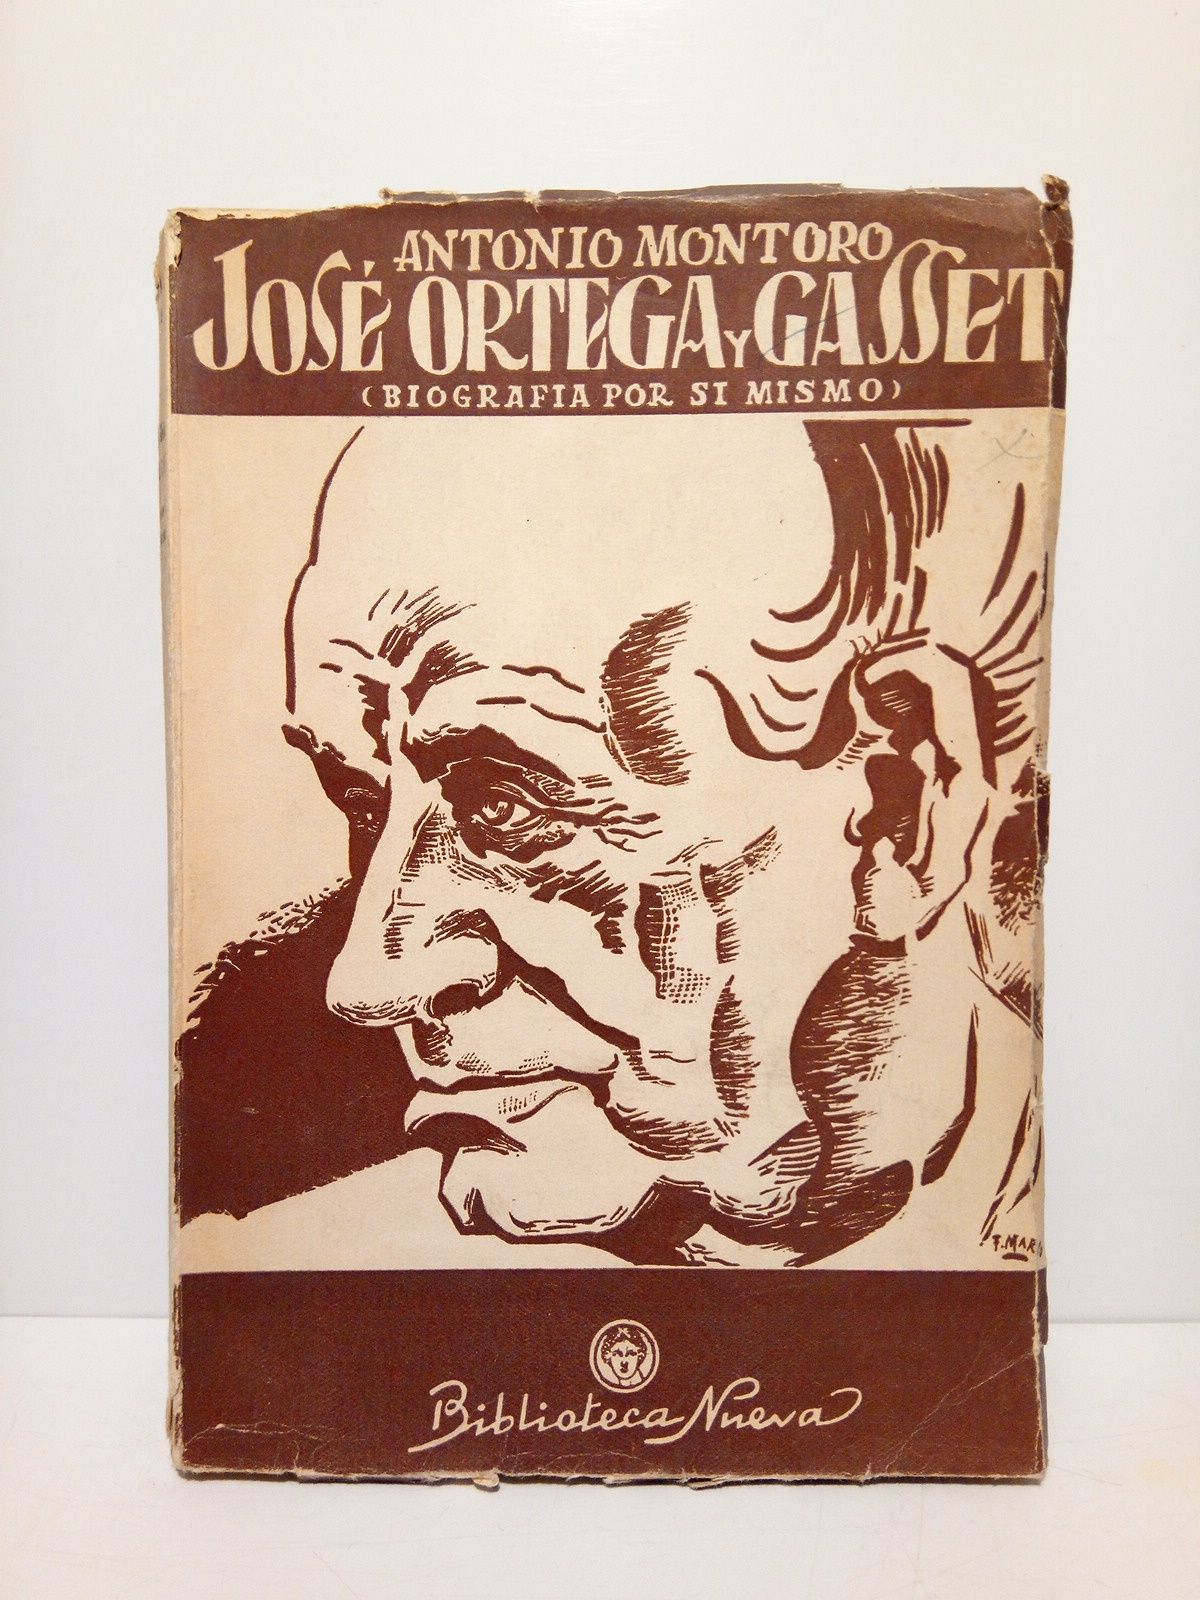 ANTONIO MONTORO
JOSÉ ORTEGA Y GASSET
(BIOGRAFIA POR SI MISMO)
Biblioteca Nueva